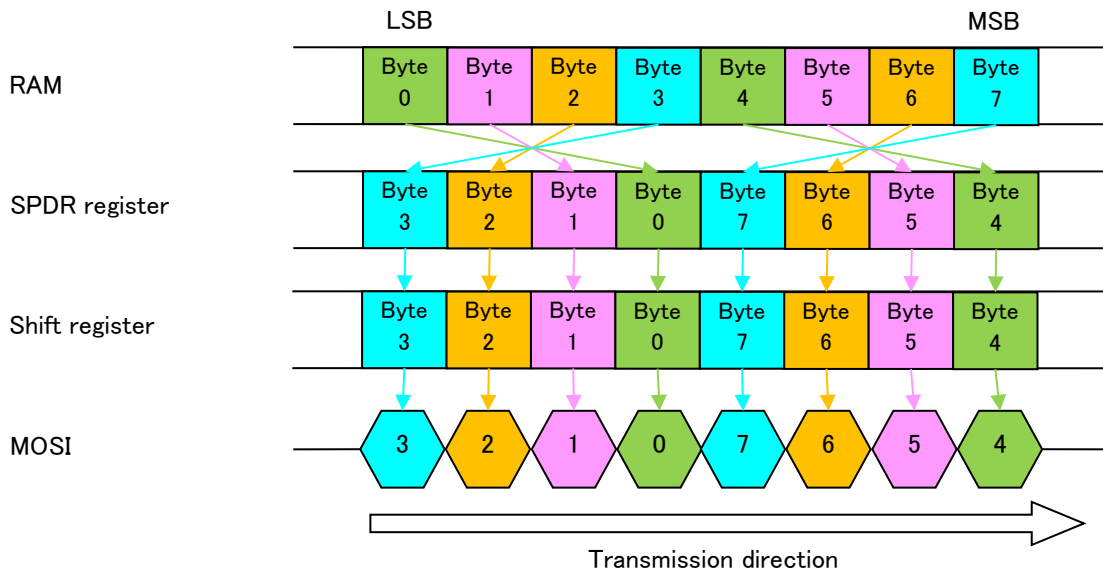 LSB MSB
RAM
Byte Byte Byte Byte Byte Byte Byte Byte
0 1 2 3 4 5 6 7
SPDR register
Byte Byte Byte Byte Byte Byte Byte Byte
3 2 1 0 7 6 5 4
Shift register
Byte Byte Byte Byte Byte Byte Byte Byte
3 2 1 0 7 6 5 4
MOSI
3 2 1 0 7 6 5 4
Transmission direction